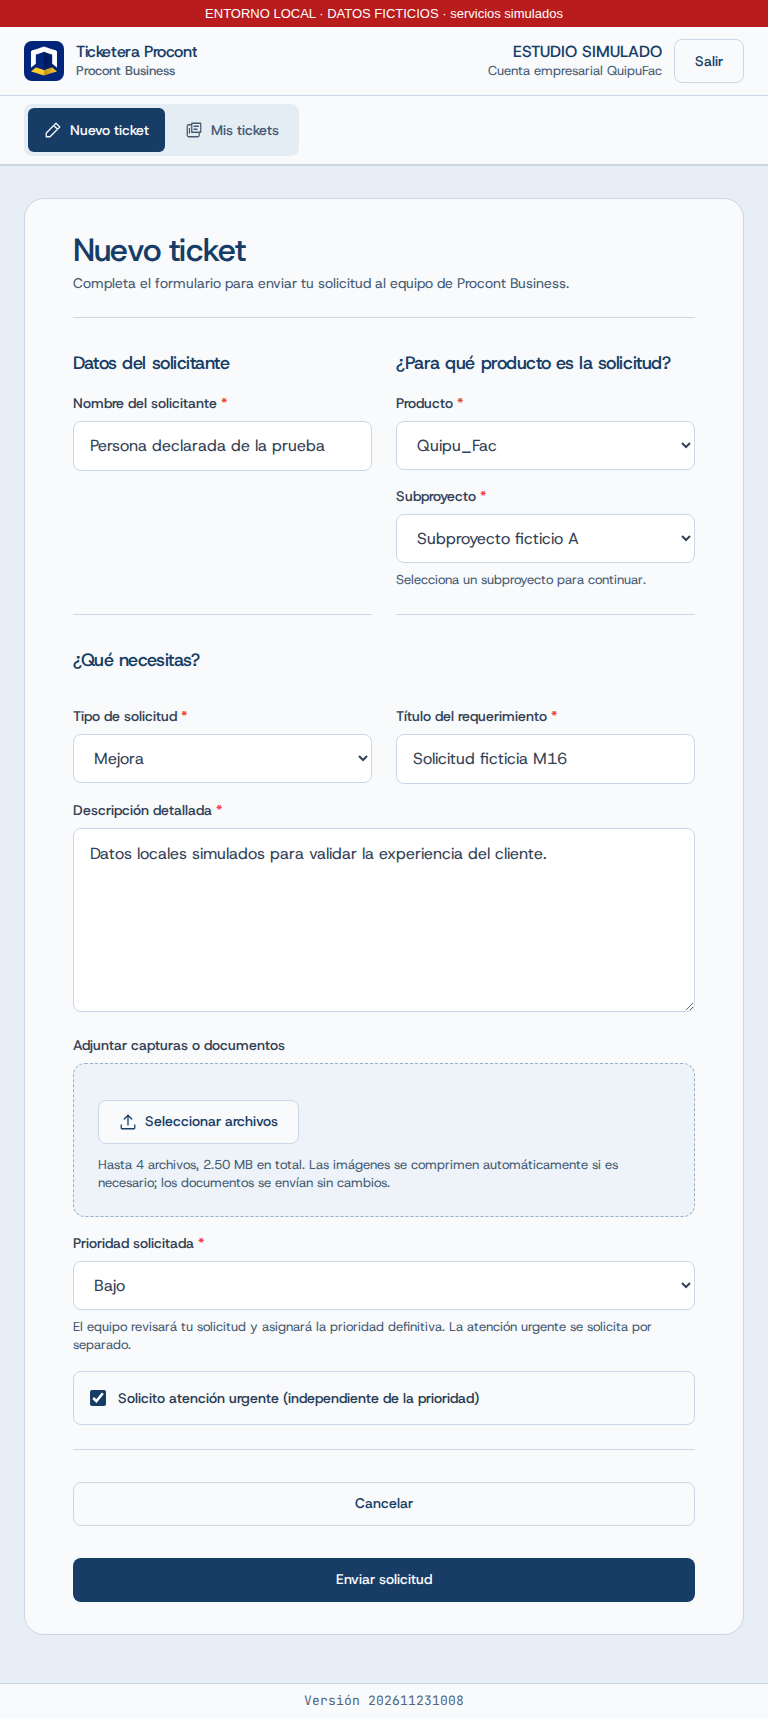 ENTORNO LOCAL · DATOS FICTICIOS · servicios simulados
Ticketera Procont
Procont Business
ESTUDIO SIMULADO
Cuenta empresarial QuipuFac
Salir
Nuevo ticket
Mis tickets
Nuevo ticket
Completa el formulario para enviar tu solicitud al equipo de Procont Business.
Datos del solicitante
Nombre del solicitante *
Persona declarada de la prueba
¿Para qué producto es la solicitud?
Producto *
Quipu_Fac
Subproyecto *
Subproyecto ficticio A
Selecciona un subproyecto para continuar.
¿Qué necesitas?
Tipo de solicitud *
Mejora
Título del requerimiento *
Solicitud ficticia M16
Descripción detallada *
Datos locales simulados para validar la experiencia del cliente.
Adjuntar capturas o documentos
Seleccionar archivos
Hasta 4 archivos, 2.50 MB en total. Las imágenes se comprimen automáticamente si es
necesario; los documentos se envían sin cambios.
Prioridad solicitada *
Bajo
El equipo revisará tu solicitud y asignará la prioridad definitiva. La atención urgente se solicita por
separado.
Solicito atención urgente (independiente de la prioridad)
Cancelar
Enviar solicitud
Versión 202611231008